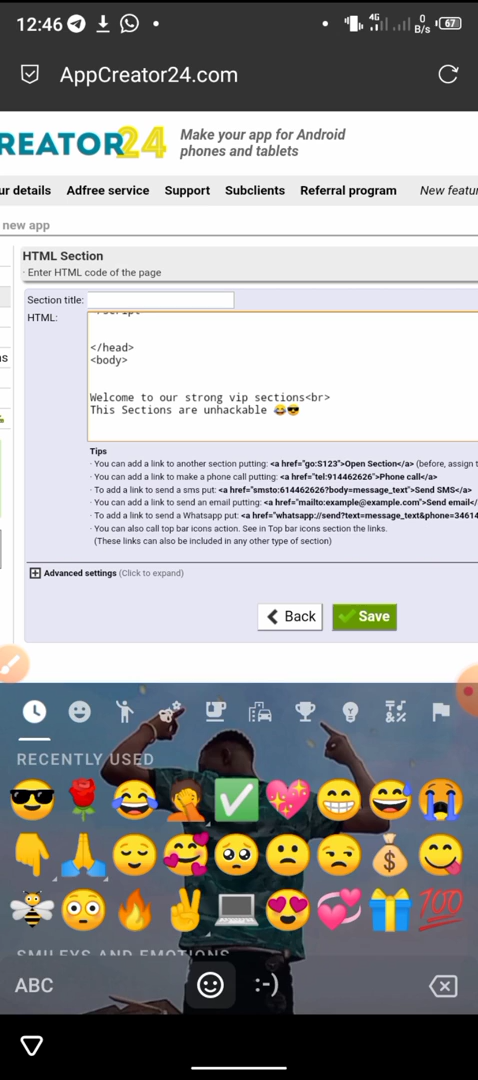 12:46
4G
0
B/s
67
AppCreator24.com
REATOR24
Make your app for Android
phones and tablets
ur details Adfree service Support Subclients Referral program New featur
new app
HTML Section
· Enter HTML code of the page
Section title:
HTML:
</head>
<body>
Welcome to our strong vip sections<br>
This Sections are unhackable 😂😎
Tips
· You can add a link to another section putting: <a href="go:S123">Open Section</a> (before, assign t
· You can add a link to make a phone call putting: <a href="tel:914462626">Phone call</a>
· To add a link to send a sms put: <a href="smsto:614462626?body=message_text">Send SMS</a>
· You can add a link to send an email putting: <a href="mailto:example@example.com">Send email</
· To add a link to send a Whatsapp put: <a href="whatsapp://send?text=message_text&phone=34614
· You can also call top bar icons action. See in Top bar icons section the links.
(These links can also be included in any other type of section)
Advanced settings (Click to expand)
Back
Save
RECENTLY USED
100
SMILEYS AND EMOTIONS
ABC
:-)